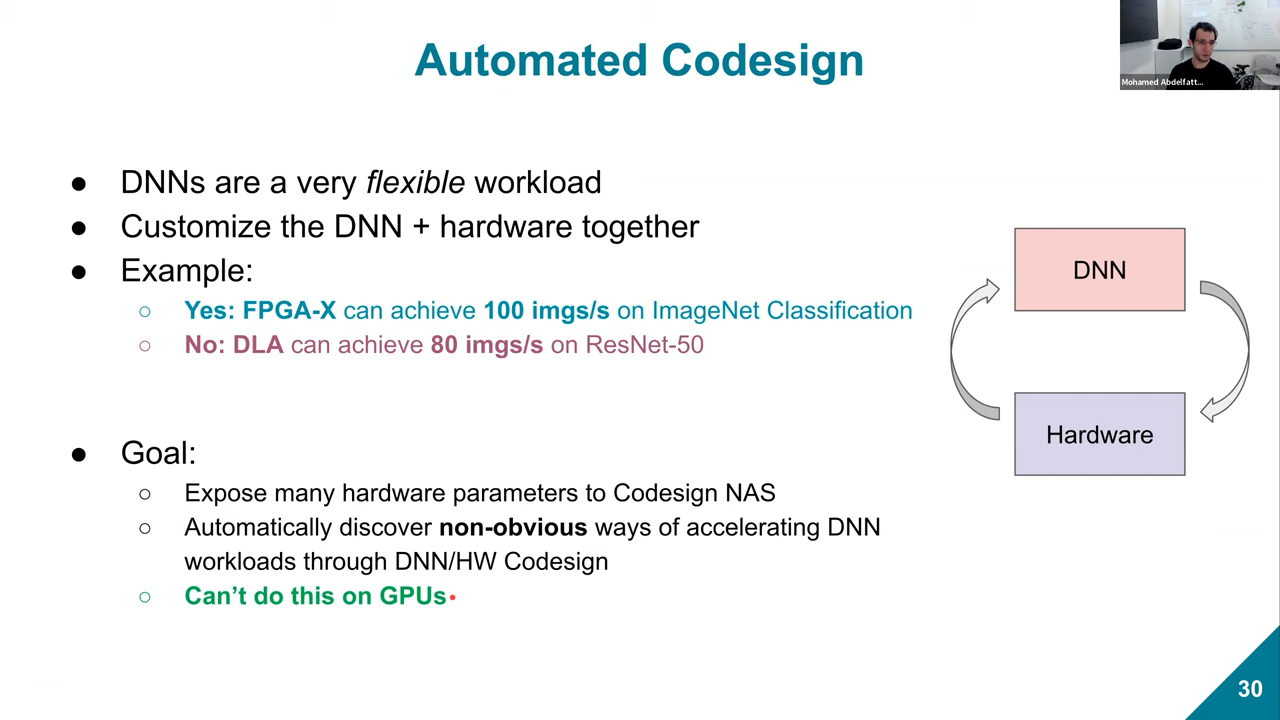 Automated Codesign
Mohamed Abdelfatt...
● DNNs are a very flexible workload
● Customize the DNN + hardware together
● Example:
○ Yes: FPGA-X can achieve 100 imgs/s on ImageNet Classification
○ No: DLA can achieve 80 imgs/s on ResNet-50
● Goal:
○ Expose many hardware parameters to Codesign NAS
○ Automatically discover non-obvious ways of accelerating DNN
workloads through DNN/HW Codesign
○ Can’t do this on GPUs
DNN
Hardware
30